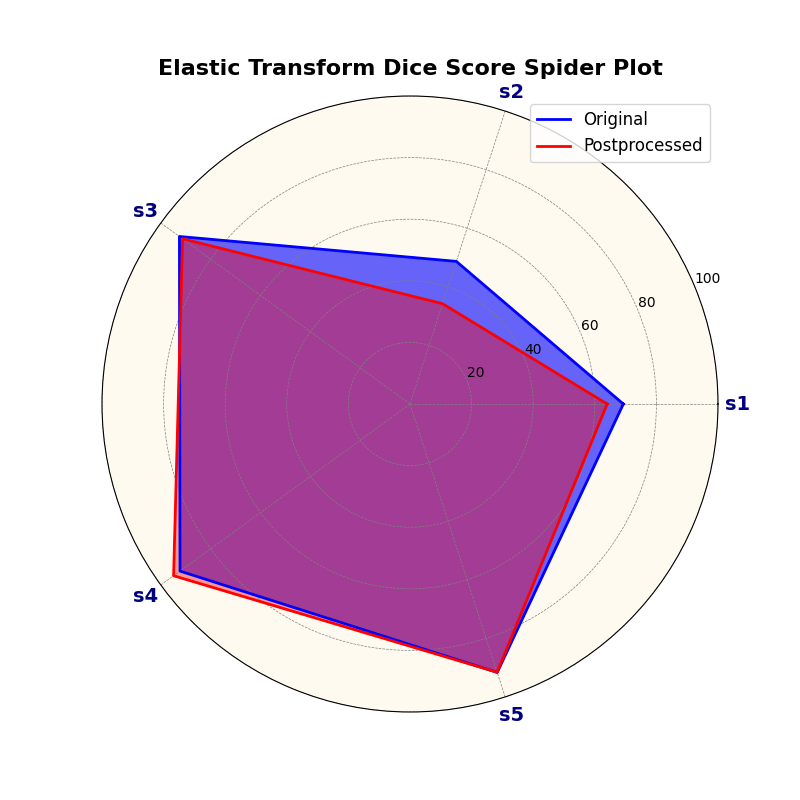 Elastic Transform Dice Score Spider Plot
s2
Original
Postprocessed
s3
100
80
60
40
20
s1
s4
s5